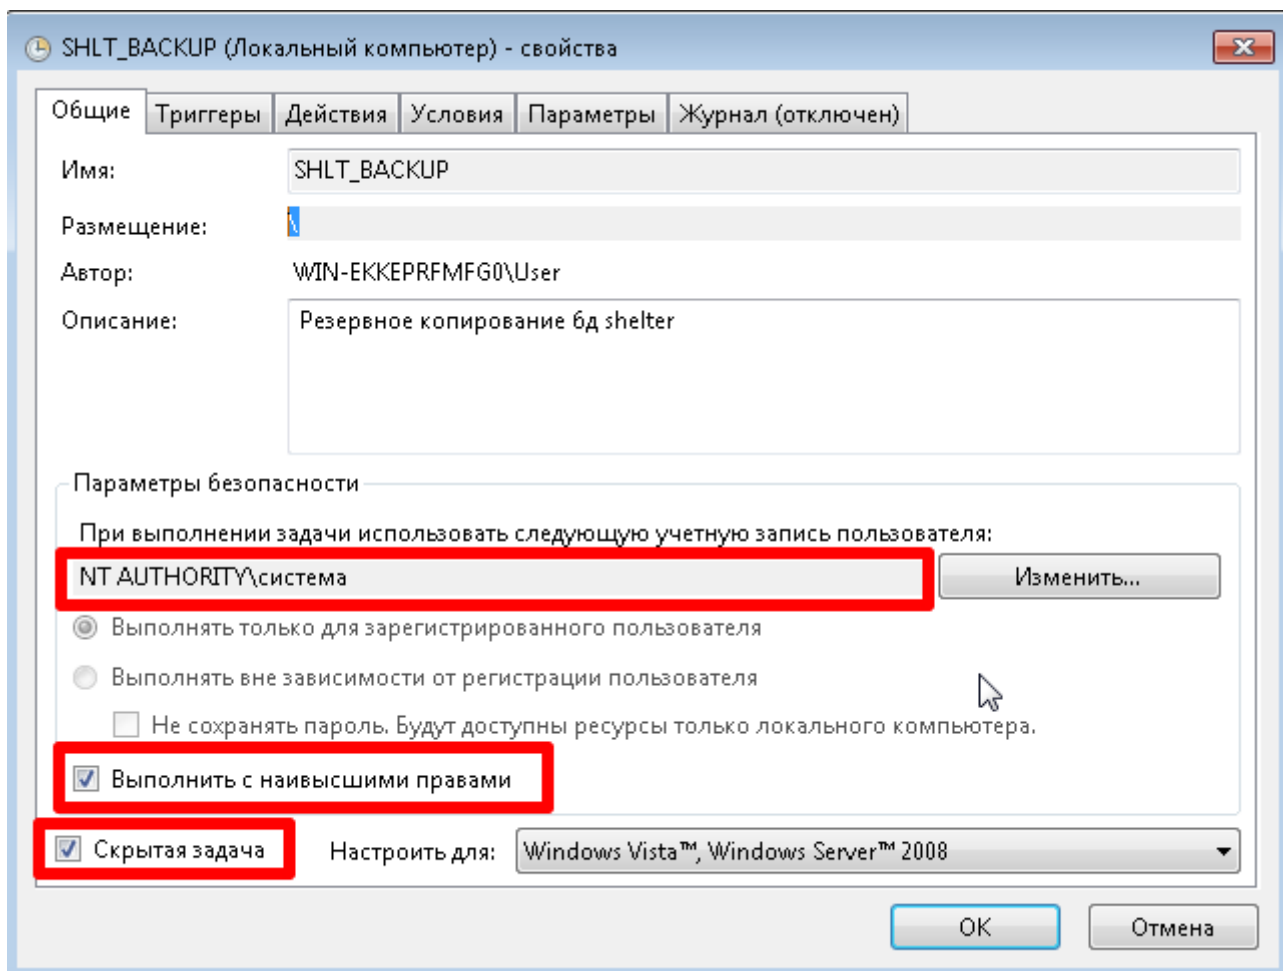 SHLT_BACKUP (Локальный компьютер) - свойства
Общие Триггеры Действия Условия Параметры Журнал (отключен)
Имя: SHLT_BACKUP
Размещение: \
Автор: WIN-EKKEPRFMFG0\User
Описание: Резервное копирование бд shelter
Параметры безопасности
При выполнении задачи использовать следующую учетную запись пользователя:
NT AUTHORITY\система Изменить...
Выполнять только для зарегистрированного пользователя
Выполнять вне зависимости от регистрации пользователя
Не сохранять пароль. Будут доступны ресурсы только локального компьютера.
Выполнить с наивысшими правами
Скрытая задача Настроить для: Windows Vista™, Windows Server™ 2008
OK Отмена